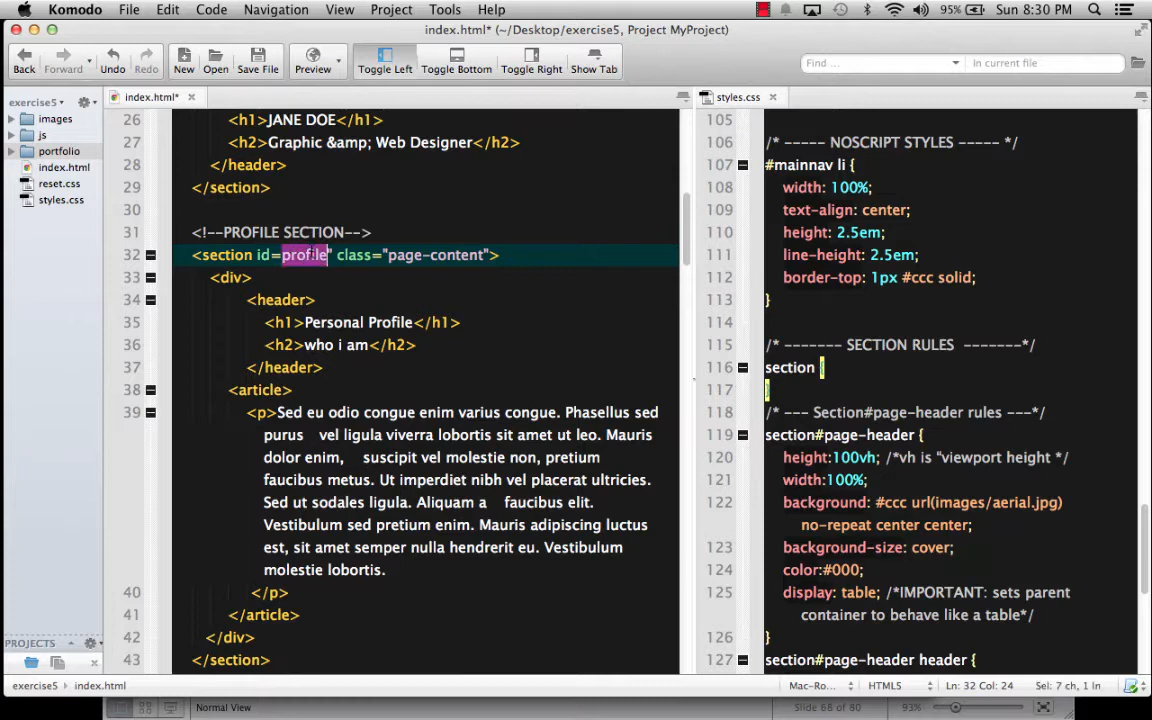 Komodo File Edit Code Navigation View Project Tools Help 95% Sun 8:30 PM
index.html* (~/Desktop/exercise5, Project MyProject)
Back Forward Undo Redo New Open Save File Preview Toggle Left Toggle Bottom Toggle Right Show Tab Find ... In current file
exercise5 index.html* styles.css
images
js
portfolio
index.html
reset.css
styles.css
26 <h1>JANE DOE</h1>
27 <h2>Graphic &amp; Web Designer</h2>
28 </header>
29 </section>
30
31 <!--PROFILE SECTION-->
32 <section id=profile" class="page-content">
33 <div>
34 <header>
35 <h1>Personal Profile</h1>
36 <h2>who i am</h2>
37 </header>
38 <article>
39 <p>Sed eu odio congue enim varius congue. Phasellus sed
purus vel ligula viverra lobortis sit amet ut leo. Mauris
dolor enim, suscipit vel molestie non, pretium
faucibus metus. Ut imperdiet nibh vel placerat ultricies.
Sed ut sodales ligula. Aliquam a faucibus elit.
Vestibulum sed pretium enim. Mauris adipiscing luctus
est, sit amet semper nulla hendrerit eu. Vestibulum
molestie lobortis.
40 </p>
41 </article>
42 </div>
43 </section>
105
106 /* ----- NOSCRIPT STYLES ----- */
107 #mainnav li {
108 width: 100%;
109 text-align: center;
110 height: 2.5em;
111 line-height: 2.5em;
112 border-top: 1px #ccc solid;
113 }
114
115 /* ------- SECTION RULES -------*/
116 section {
117 }
118 /* --- Section#page-header rules ---*/
119 section#page-header {
120 height:100vh; /*vh is "viewport height */
121 width:100%;
122 background: #ccc url(images/aerial.jpg)
no-repeat center center;
123 background-size: cover;
124 color:#000;
125 display: table; /*IMPORTANT: sets parent
container to behave like a table*/
126 }
127 section#page-header header {
PROJECTS
exercise5 index.html Mac-Ro... HTML5 Ln: 32 Col: 24 Sel: 7 ch, 1 ln
Normal View Slide 68 of 80 93%